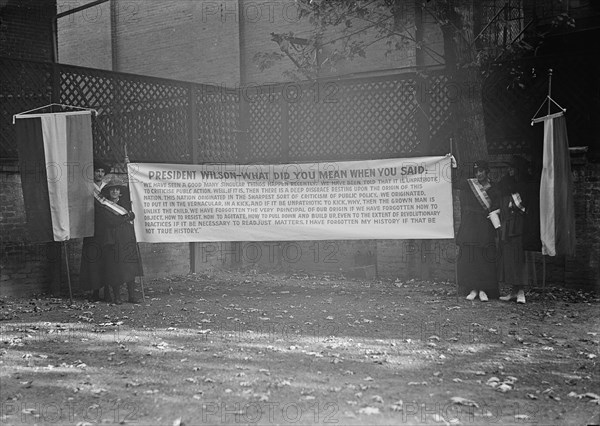 PRESIDENT WILSON—WHAT DID YOU MEAN WHEN YOU SAID:
"WE HAVE SEEN A GOOD MANY SINGULAR THINGS HAPPEN RECENTLY. WE HAVE BEEN TOLD THAT IT IS UNPATRIOTIC
TO CRITICISE PUBLIC ACTION. WELL, IF IT IS, THEN THERE IS A DEEP DISGRACE RESTING UPON THE ORIGIN OF THIS
NATION. THIS NATION ORIGINATED IN THE SHARPEST SORT OF CRITICISM OF PUBLIC POLICY. WE ORIGINATED,
TO PUT IT IN THE VERNACULAR, IN A KICK, AND IF IT BE UNPATRIOTIC TO KICK, WHY, THEN THE GROWN MAN IS
UNLIKE THE CHILD. WE HAVE FORGOTTEN THE VERY PRINCIPAL OF OUR ORIGIN IF WE HAVE FORGOTTEN HOW TO
OBJECT, HOW TO RESIST, HOW TO AGITATE, HOW TO PULL DOWN AND BUILD UP, EVEN TO THE EXTENT OF REVOLUTIONARY
PRACTICES IF IT BE NECESSARY TO READJUST MATTERS. I HAVE FORGOTTEN MY HISTORY IF THAT BE
NOT TRUE HISTORY."